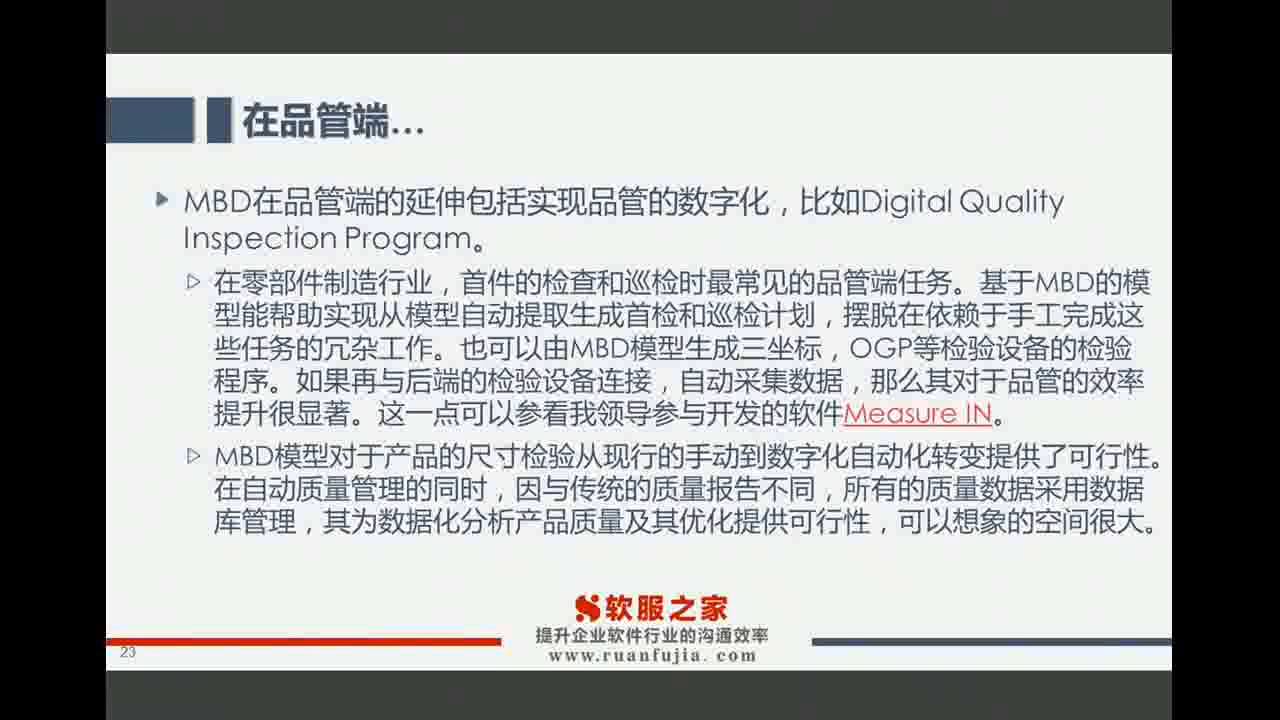 在品管端…
MBD在品管端的延伸包括实现品管的数字化，比如Digital Quality
Inspection Program。
在零部件制造行业，首件的检查和巡检时最常见的品管端任务。基于MBD的模
型能帮助实现从模型自动提取生成首检和巡检计划，摆脱在依赖于手工完成这
些任务的冗杂工作。也可以由MBD模型生成三坐标，OGP等检验设备的检验
程序。如果再与后端的检验设备连接，自动采集数据，那么其对于品管的效率
提升很显著。这一点可以参看我领导参与开发的软件Measure IN。
MBD模型对于产品的尺寸检验从现行的手动到数字化自动化转变提供了可行性。
在自动质量管理的同时，因与传统的质量报告不同，所有的质量数据采用数据
库管理，其为数据化分析产品质量及其优化提供可行性，可以想象的空间很大。
软服之家
提升企业软件行业的沟通效率
www.ruanfujia.com
23